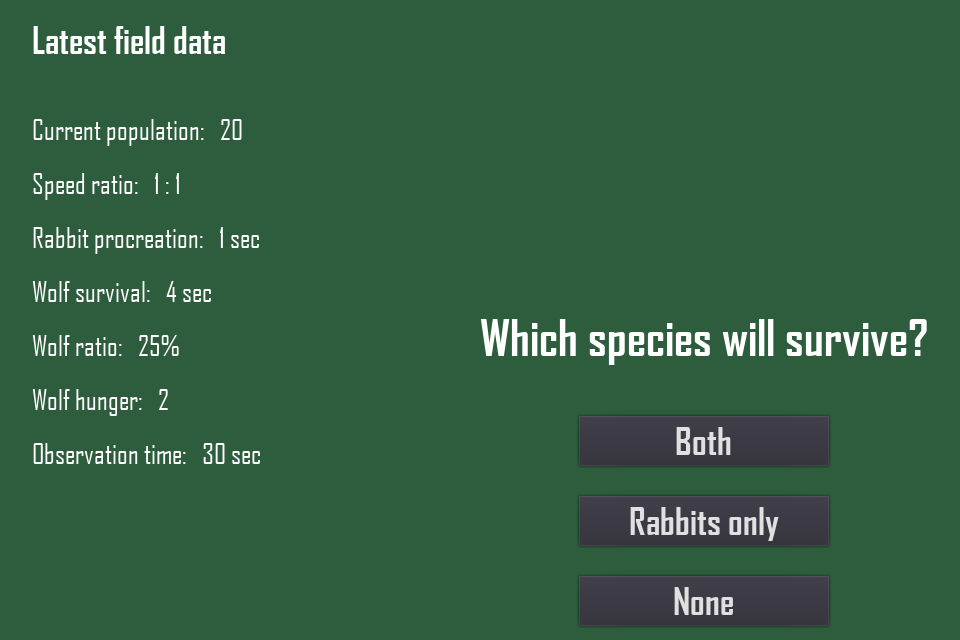 Latest field data
Current population: 20
Speed ratio: 1 : 1
Rabbit procreation: 1 sec
Wolf survival: 4 sec
Wolf ratio: 25%
Wolf hunger: 2
Observation time: 30 sec
Which species will survive?
Both
Rabbits only
None